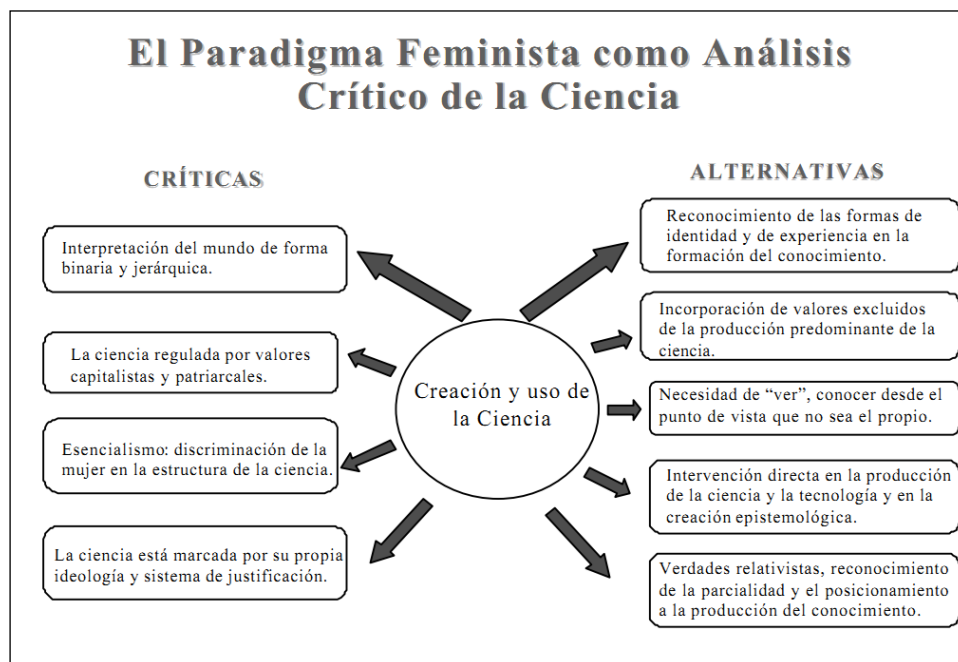 El Paradigma Feminista como Análisis
Crítico de la Ciencia
CRÍTICAS
Interpretación del mundo de forma
binaria y jerárquica.
La ciencia regulada por valores
capitalistas y patriarcales.
Esencialismo: discriminación de la
mujer en la estructura de la ciencia.
La ciencia está marcada por su propia
ideología y sistema de justificación.
Creación y uso de
la Ciencia
ALTERNATIVAS
Reconocimiento de las formas de
identidad y de experiencia en la
formación del conocimiento.
Incorporación de valores excluidos
de la producción predominante de la
ciencia.
Necesidad de “ver”, conocer desde el
punto de vista que no sea el propio.
Intervención directa en la producción
de la ciencia y la tecnología y en la
creación epistemológica.
Verdades relativistas, reconocimiento
de la parcialidad y el posicionamiento
a la producción del conocimiento.